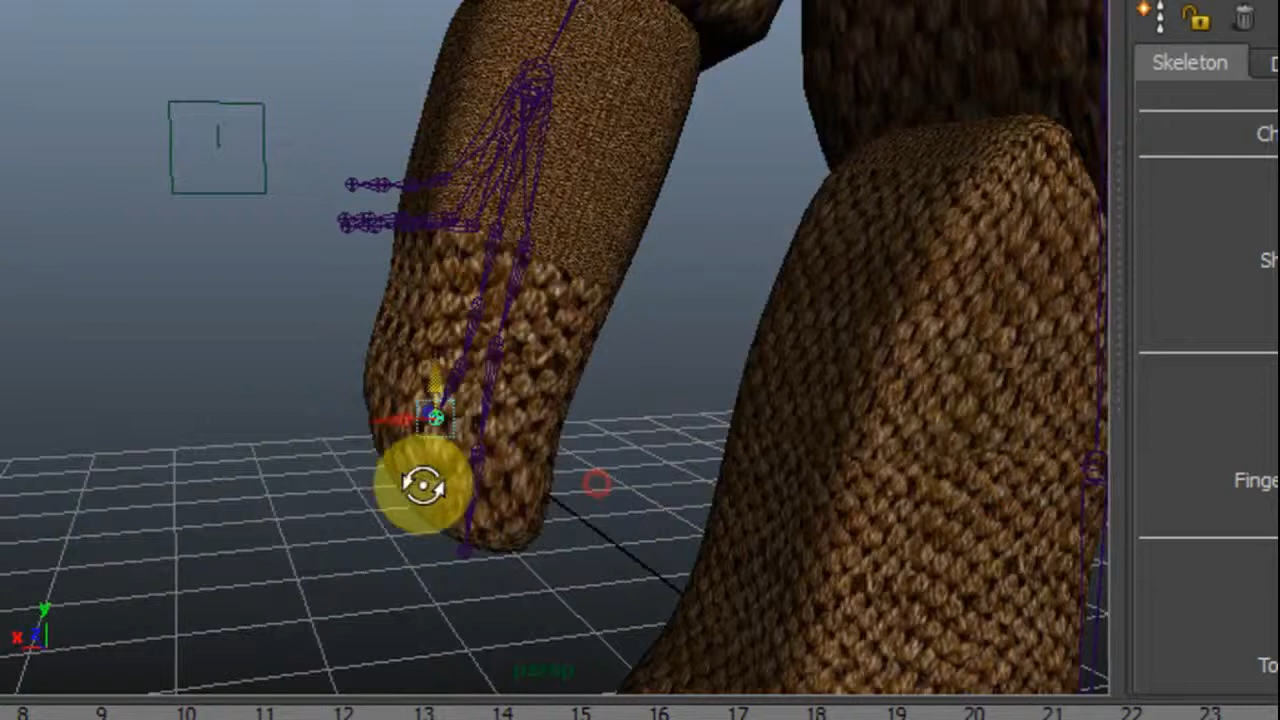 Skeleton
D
Ch
Sh
Finge
To
y
x z
persp
8 9 10 11 12 13 14 15 16 17 18 19 20 21 22 23